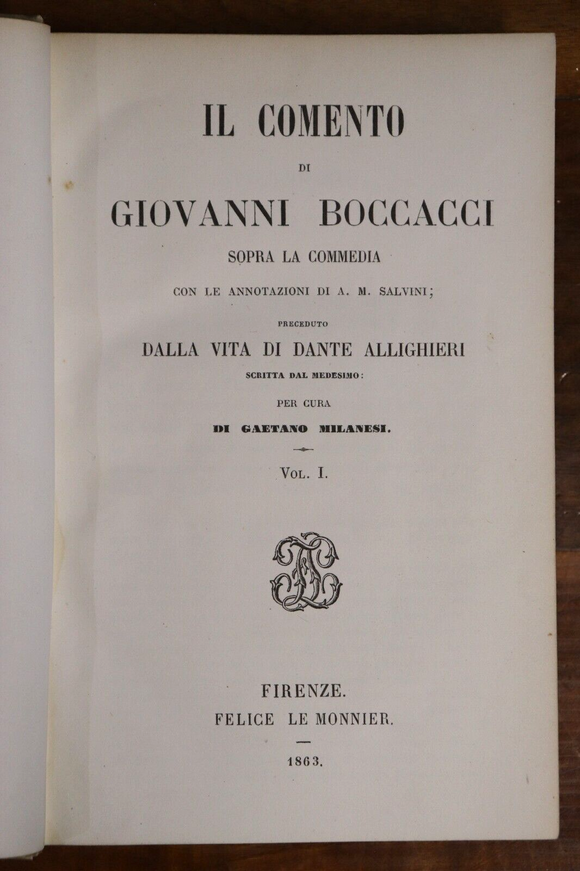 IL COMENTO
DI
GIOVANNI BOCCACCI
SOPRA LA COMMEDIA
CON LE ANNOTAZIONI DI A. M. SALVINI;
PRECEDUTO
DALLA VITA DI DANTE ALLIGHIERI
SCRITTA DAL MEDESIMO:
PER CURA
DI GAETANO MILANESI.
VOL. I.
FIRENZE.
FELICE LE MONNIER.
1863.